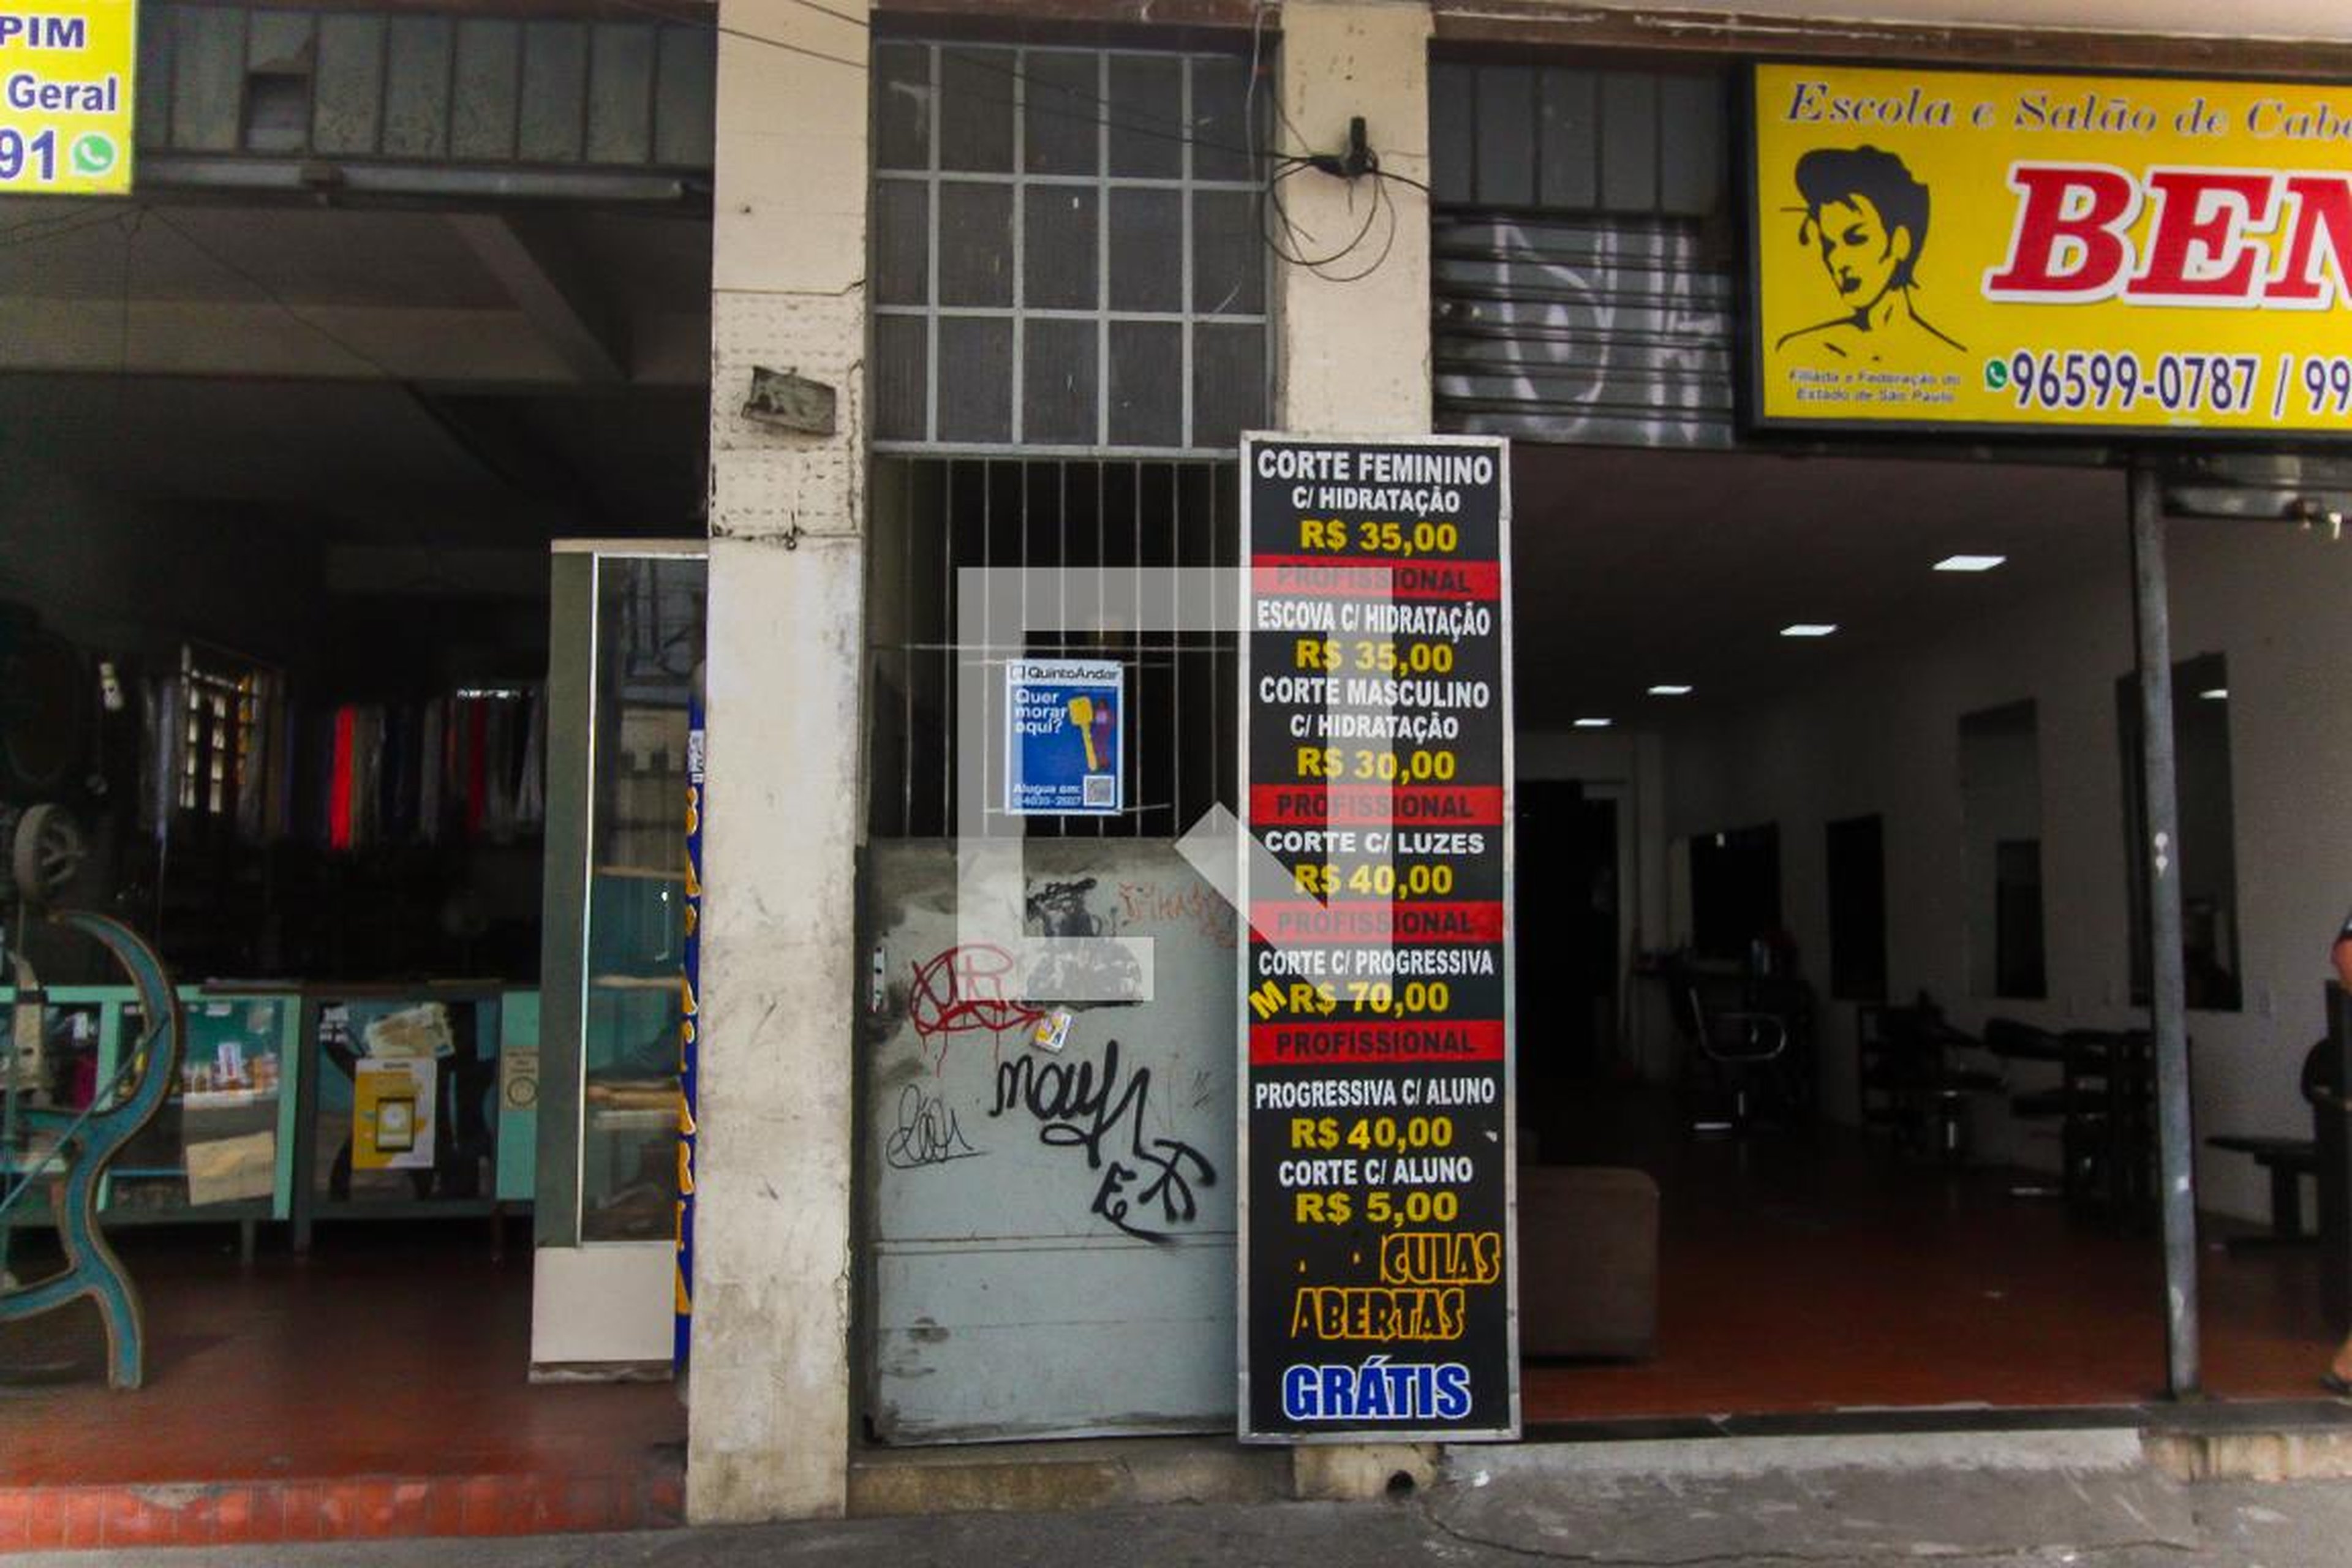 PIM
Geral
91
Escola e Salão de Cabe
BEN
Filiada a Federação do
Estado de São Paulo
96599-0787 / 99
CORTE FEMININO
C/ HIDRATAÇÃO
R$ 35,00
PROFISSIONAL
ESCOVA C/ HIDRATAÇÃO
R$ 35,00
CORTE MASCULINO
C/ HIDRATAÇÃO
R$ 30,00
PROFISSIONAL
CORTE C/ LUZES
R$ 40,00
PROFISSIONAL
CORTE C/ PROGRESSIVA
M R$ 70,00
PROFISSIONAL
PROGRESSIVA C/ ALUNO
R$ 40,00
CORTE C/ ALUNO
R$ 5,00
CULAS
ABERTAS
GRÁTIS
QuintoAndar
Quer
morar
aqui?
Alugue em: